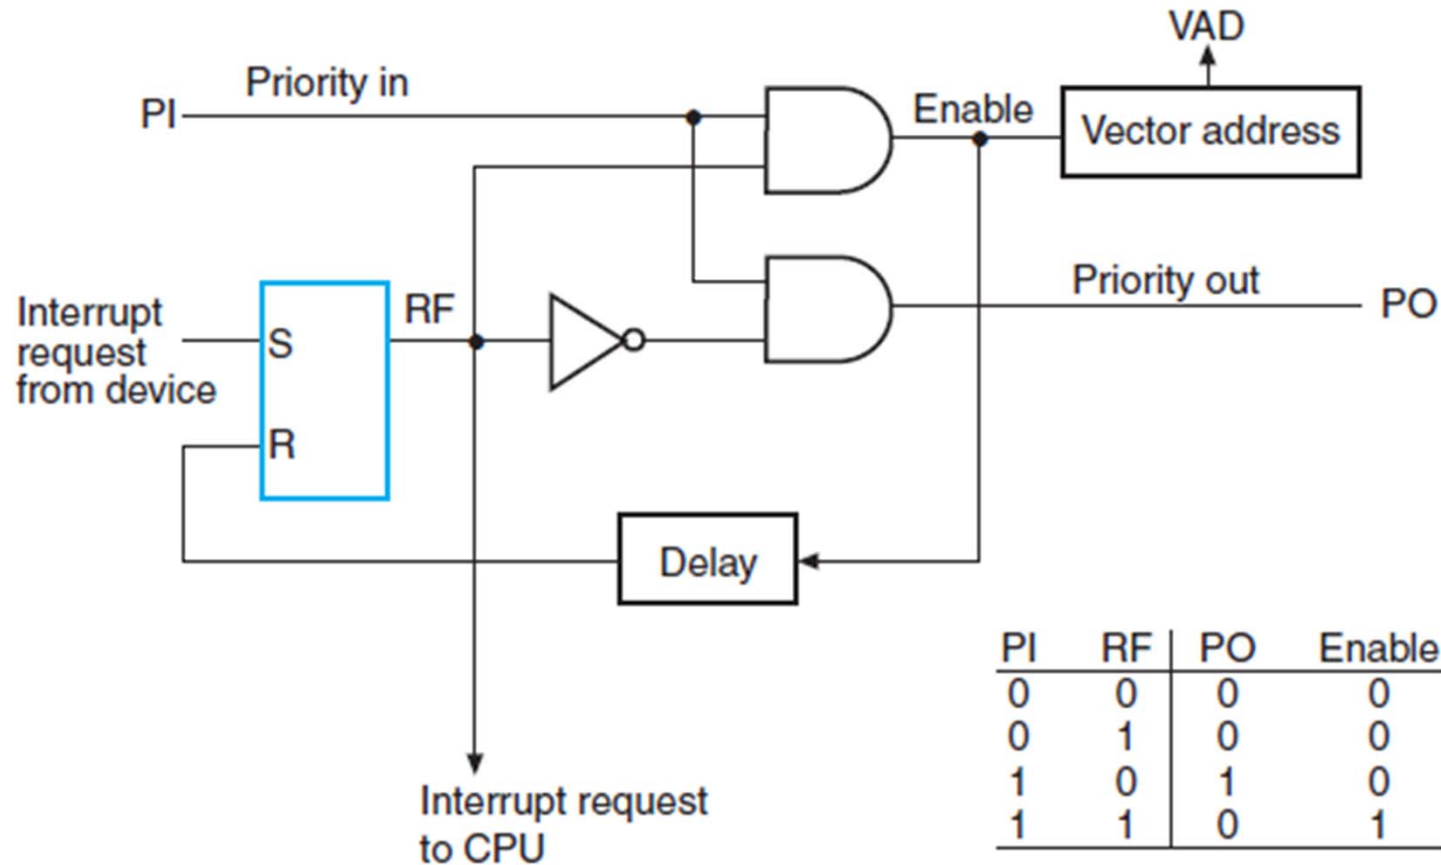 VAD
Priority in
PI
Enable
Vector address
Interrupt
request
from device
S
R
RF
Priority out
PO
Delay
PI RF PO Enable
0 0 0 0
0 1 0 0
1 0 1 0
1 1 0 1
Interrupt request
to CPU